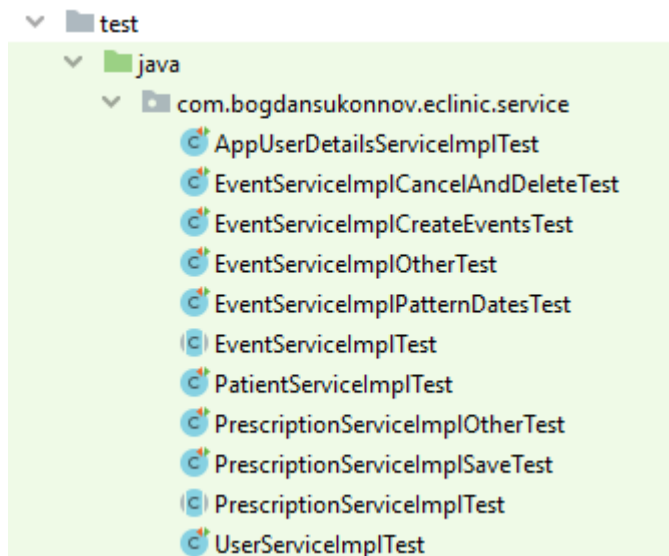 test
java
com.bogdansukonnov.eclinic.service
AppUserDetailsServiceImplTest
EventServiceImplCancelAndDeleteTest
EventServiceImplCreateEventsTest
EventServiceImplOtherTest
EventServiceImplPatternDatesTest
EventServiceImplTest
PatientServiceImplTest
PrescriptionServiceImplOtherTest
PrescriptionServiceImplSaveTest
PrescriptionServiceImplTest
UserServiceImplTest